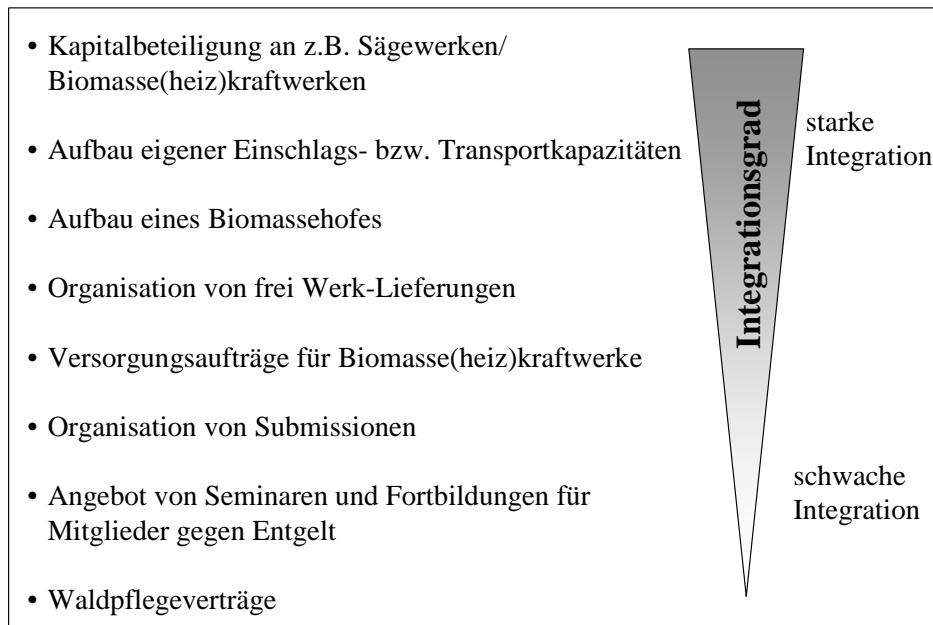 • Kapitalbeteiligung an z.B. Sägewerken/
Biomasse(heiz)kraftwerken
• Aufbau eigener Einschlags- bzw. Transportkapazitäten
• Aufbau eines Biomassehofes
• Organisation von frei Werk-Lieferungen
• Versorgungsaufträge für Biomasse(heiz)kraftwerke
• Organisation von Submissionen
• Angebot von Seminaren und Fortbildungen für
Mitglieder gegen Entgelt
• Waldpflegeverträge
Integrationsgrad
starke
Integration
schwache
Integration